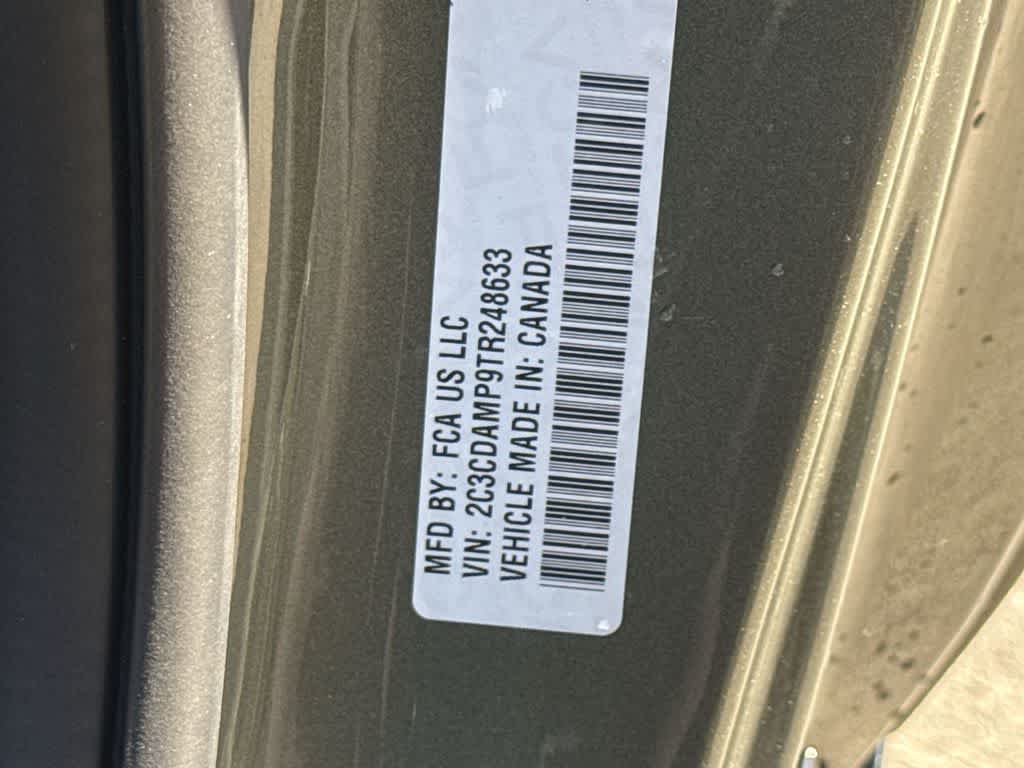 MFD BY: FCA US LLC
VIN: 2C3CDAMP9TR248633
VEHICLE MADE IN: CANADA